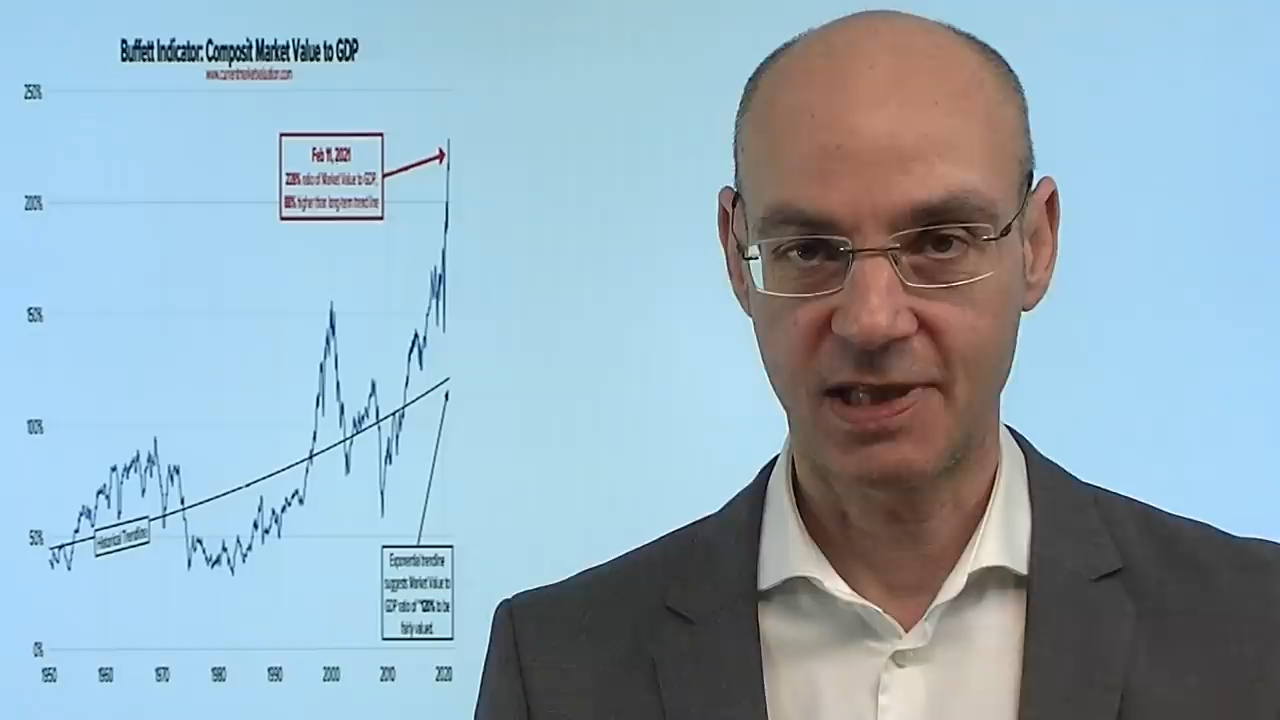 Buffett Indicator: Composit Market Value to GDP
www.currentmarketvaluation.com
250%
Feb 11, 2021
228% ratio of Market Value to GDP,
88% higher than long-term trend line
200%
150%
100%
50%
Historical Trendline
Exponential trendline
suggests Market Value to
GDP ratio of ~120% to be
fairly valued.
0%
1950 1960 1970 1980 1990 2000 2010 2020